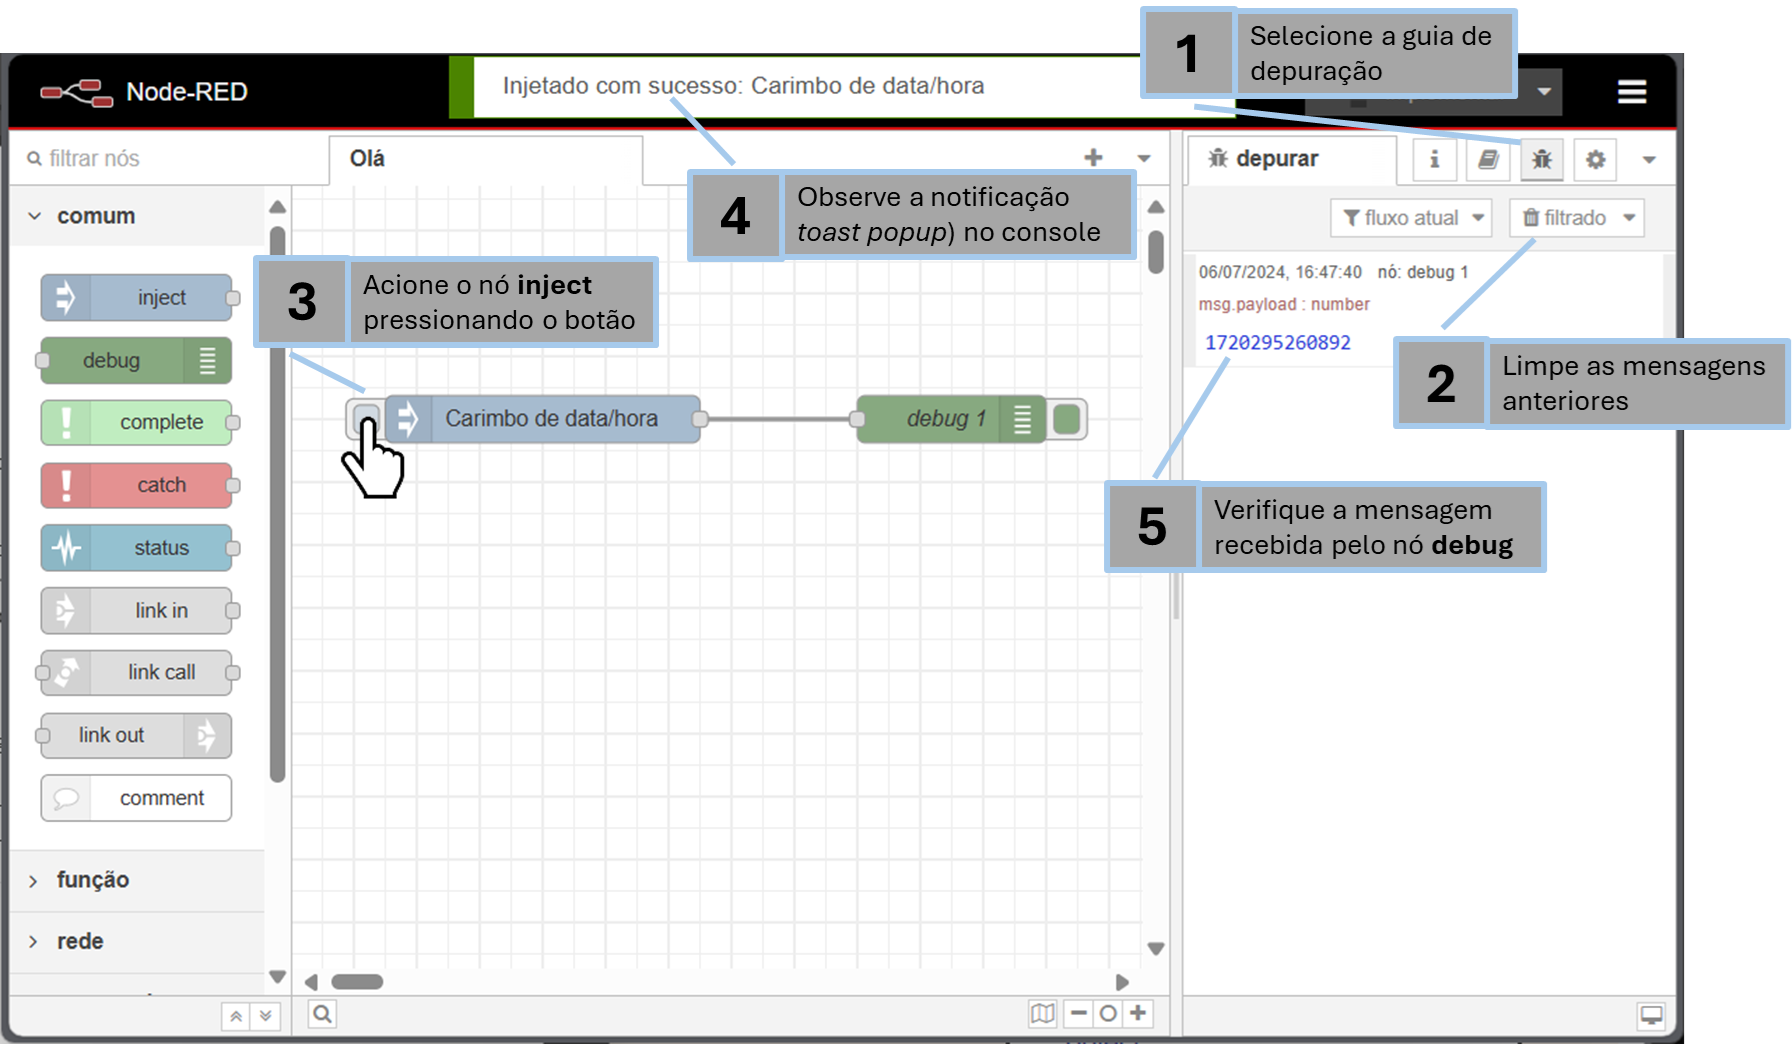 1
Selecione a guia de
depuração
Node-RED
Injetado com sucesso: Carimbo de data/hora
filtrar nós
Olá
depurar
4
Observe a notificação
toast popup) no console
comum
fluxo atual
filtrado
3
Acione o nó inject
pressionando o botão
06/07/2024, 16:47:40 nó: debug 1
msg.payload : number
1720295260892
2
Limpe as mensagens
anteriores
inject
debug
complete
catch
status
link in
link call
link out
comment
Carimbo de data/hora
debug 1
5
Verifique a mensagem
recebida pelo nó debug
função
rede